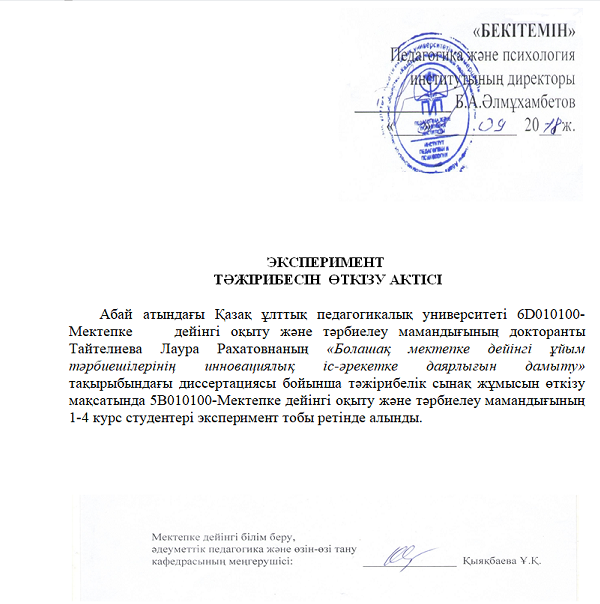 «БЕКІТЕМІН»
Педагогика және психология
институтының директоры
Б.А.Әлмұхамбетов
« .09 2018ж.
ПИП
ЭКСПЕРИМЕНТ
ТӘЖІРИБЕСІН ӨТКІЗУ АКТІСІ
Абай атындағы Қазақ ұлттық педагогикалық университеті 6D010100-
Мектепке дейінгі оқыту және тәрбиелеу мамандығының докторанты
Тайтелиева Лаура Рахатовнаның «Болашақ мектепке дейінгі ұйым
тәрбиешілерінің инновациялық іс-әрекетке даярлығын дамыту»
тақырыбындағы диссертациясы бойынша тәжірибелік сынақ жұмысын өткізу
мақсатында 5В010100-Мектепке дейінгі оқыту және тәрбиелеу мамандығының
1-4 курс студентері эксперимент тобы ретінде алынды.
Мектепке дейінгі білім беру,
әдеуметтік педагогика және өзін-өзі тану
кафедрасының меңгерушісі: Қыяқбаева Ұ.Қ.